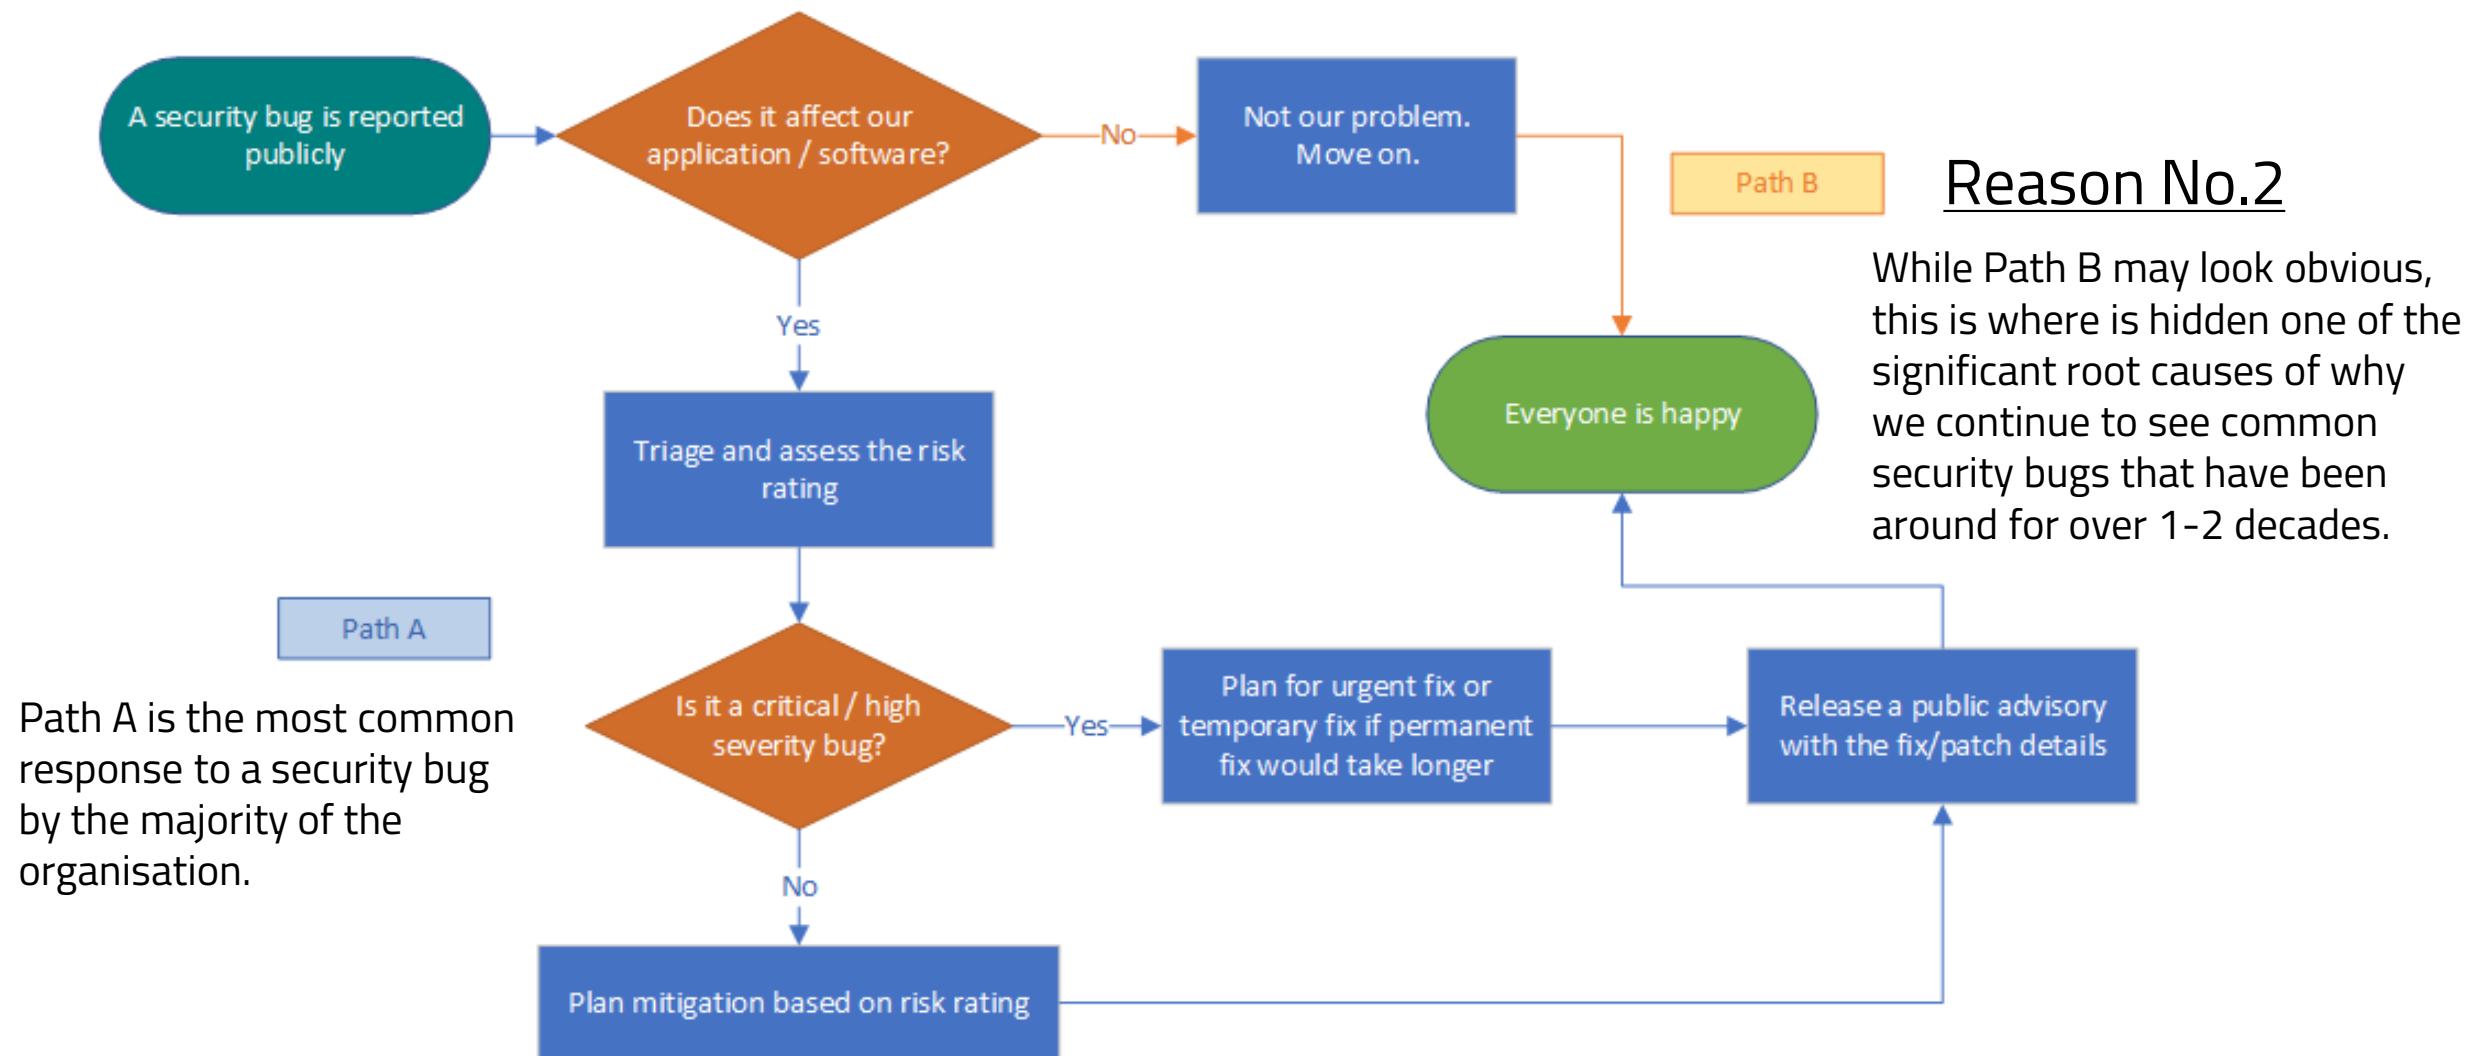 A security bug is reported
publicly
Does it affect our
application / software?
No
Not our problem.
Move on.
Path B
Reason No.2
While Path B may look obvious,
this is where is hidden one of the
significant root causes of why
we continue to see common
security bugs that have been
around for over 1-2 decades.
Yes
Everyone is happy
Triage and assess the risk
rating
Path A
Path A is the most common
response to a security bug
by the majority of the
organisation.
Is it a critical / high
severity bug?
Yes
Plan for urgent fix or
temporary fix if permanent
fix would take longer
Release a public advisory
with the fix/patch details
No
Plan mitigation based on risk rating